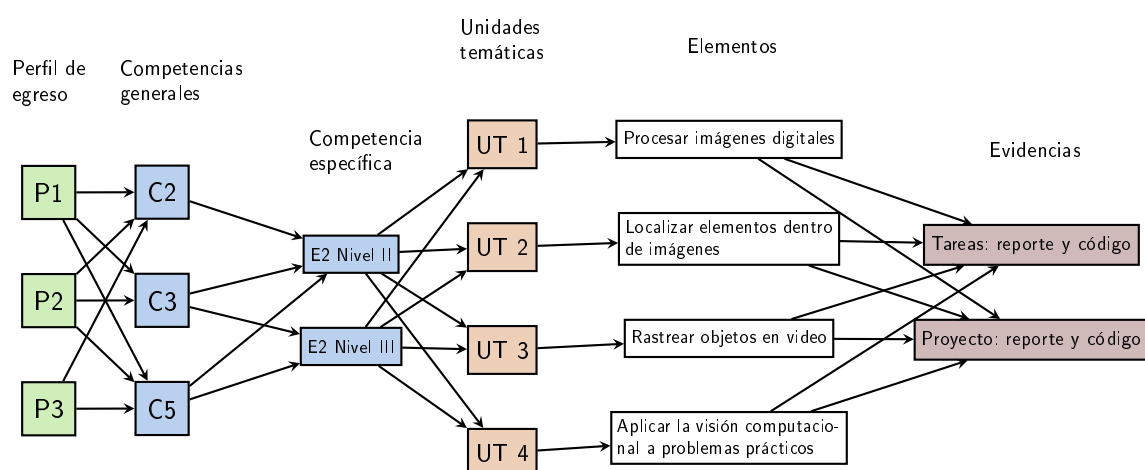 Perfil de
egreso
Competencias
generales
Competencia
específica
Unidades
temáticas
Elementos
Evidencias
P1
P2
P3
C2
C3
C5
E2 Nivel II
E2 Nivel III
UT 1
UT 2
UT 3
UT 4
Procesar imágenes digitales
Localizar elementos dentro
de imágenes
Rastrear objetos en video
Aplicar la visión computacio-
nal a problemas prácticos
Tareas: reporte y código
Proyecto: reporte y código